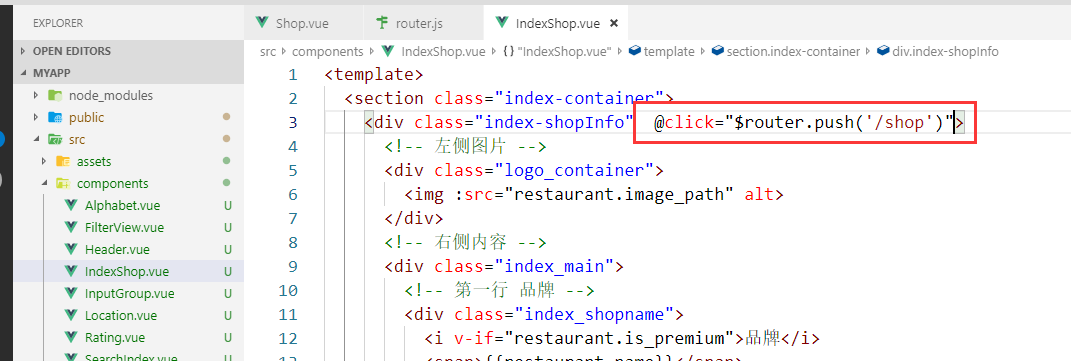 EXPLORER
OPEN EDITORS
MYAPP
node_modules
public
src
assets
components
Alphabet.vue U
FilterView.vue U
Header.vue U
IndexShop.vue U
InputGroup.vue U
Location.vue U
Rating.vue U
SearchIndex.vue U
Shop.vue
router.js
IndexShop.vue ×
src › components › IndexShop.vue › {} "IndexShop.vue" › template › section.index-container › div.index-shopInfo
1 <template>
2 <section class="index-container">
3 <div class="index-shopInfo" @click="$router.push('/shop')">
4 <!-- 左侧图片 -->
5 <div class="logo_container">
6 <img :src="restaurant.image_path" alt>
7 </div>
8 <!-- 右侧内容 -->
9 <div class="index_main">
10 <!-- 第一行 品牌 -->
11 <div class="index_shopname">
12 <i v-if="restaurant.is_premium">品牌</i>
13 <span>{{restaurant.name}}</span>